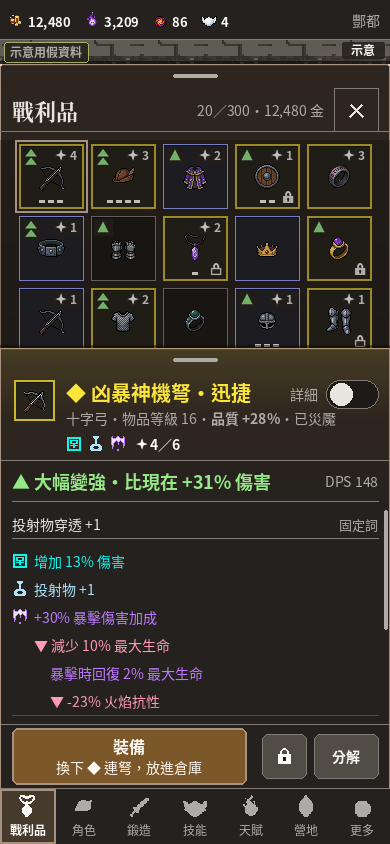 12,480 3,209 86 4 酆都
示意用假資料 示意
戰利品 20／300・12,480 金
4 3 2 1 3
1 2 1
1 2 1 1
◆ 凶暴神機弩・迅捷 詳細
十字弓・物品等級 16・品質 +28%・已災魘
4／6
▲ 大幅變強・比現在 +31% 傷害 DPS 148
投射物穿透 +1 固定詞
增加 13% 傷害
投射物 +1
+30% 暴擊傷害加成
▼ 減少 10% 最大生命
暴擊時回復 2% 最大生命
▼ -23% 火焰抗性
裝備
換下 ◆ 連弩，放進倉庫
分解
戰利品 角色 鍛造 技能 天賦 營地 更多